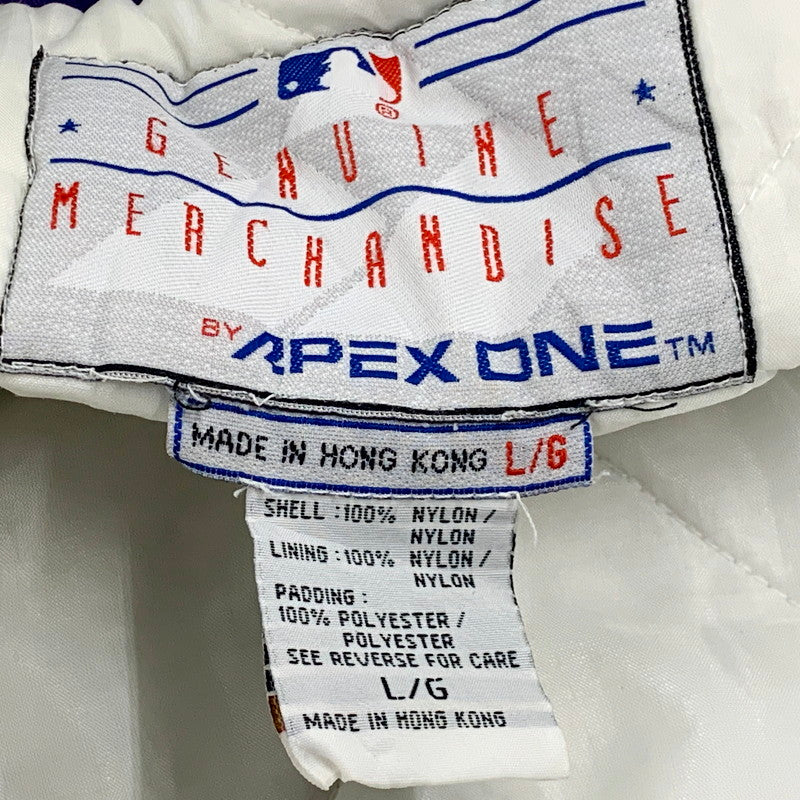 ®
GENUINE
MERCHANDISE
BY APEX ONE TM
MADE IN HONG KONG L/G
SHELL : 100% NYLON /
NYLON
LINING : 100% NYLON /
NYLON
PADDING :
100% POLYESTER /
POLYESTER
SEE REVERSE FOR CARE
L/G
MADE IN HONG KONG